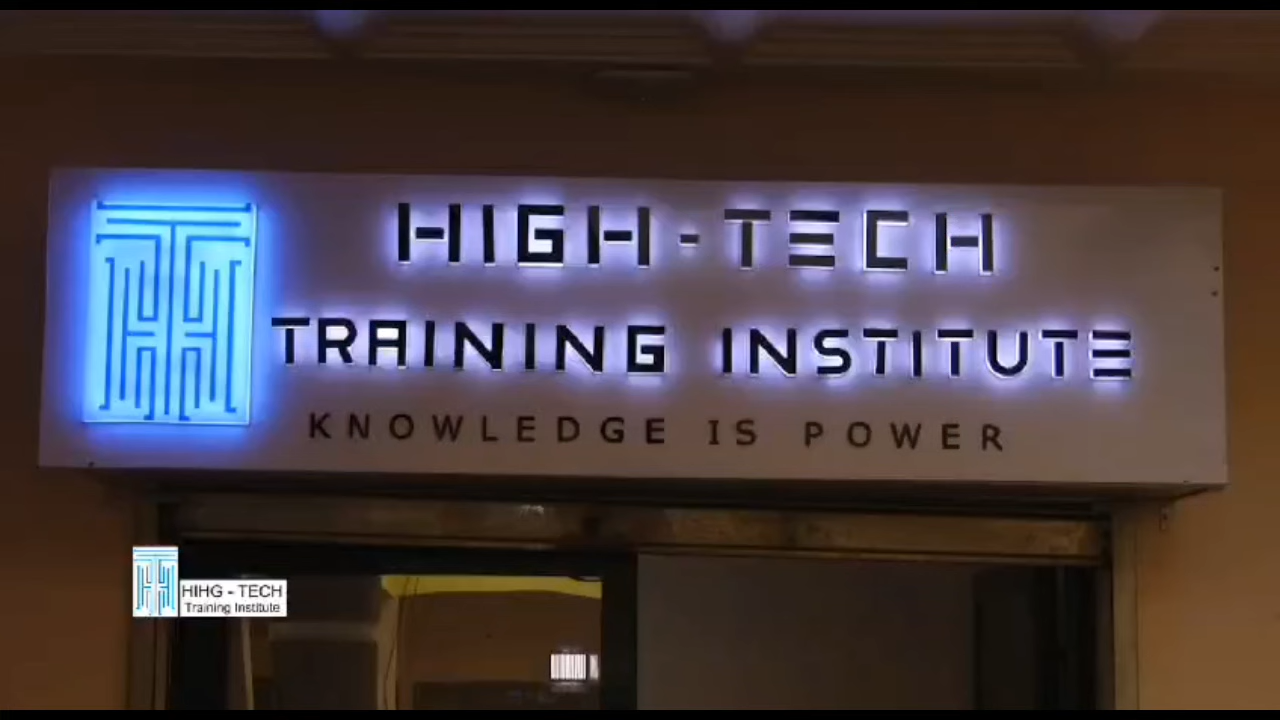 HIGH-TECH
TRAINING INSTITUTE
KNOWLEDGE IS POWER
HIHG - TECH
Training Institute